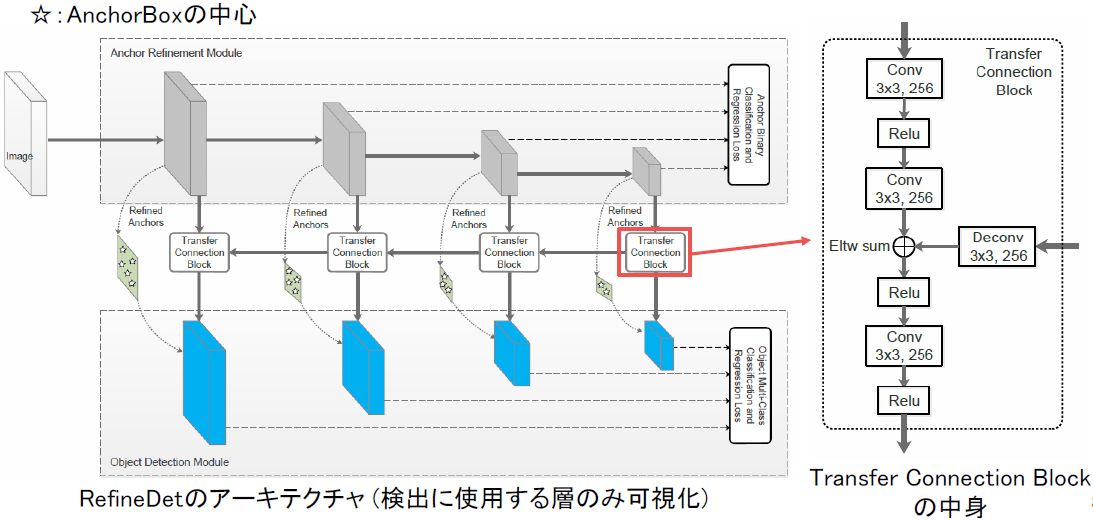 ☆：AnchorBoxの中心
Anchor Refinement Module
Image
Anchor Binary
Classification and
Regression Loss
Refined
Anchors
Refined
Anchors
Refined
Anchors
Refined
Anchors
Transfer
Connection
Block
Transfer
Connection
Block
Transfer
Connection
Block
Transfer
Connection
Block
Object Multi-Class
Classification and
Regression Loss
Object Detection Module
RefineDetのアーキテクチャ（検出に使用する層のみ可視化）
Transfer
Connection
Block
Conv
3x3, 256
Relu
Conv
3x3, 256
Eltw sum
Deconv
3x3, 256
Relu
Conv
3x3, 256
Relu
Transfer Connection Block
の中身